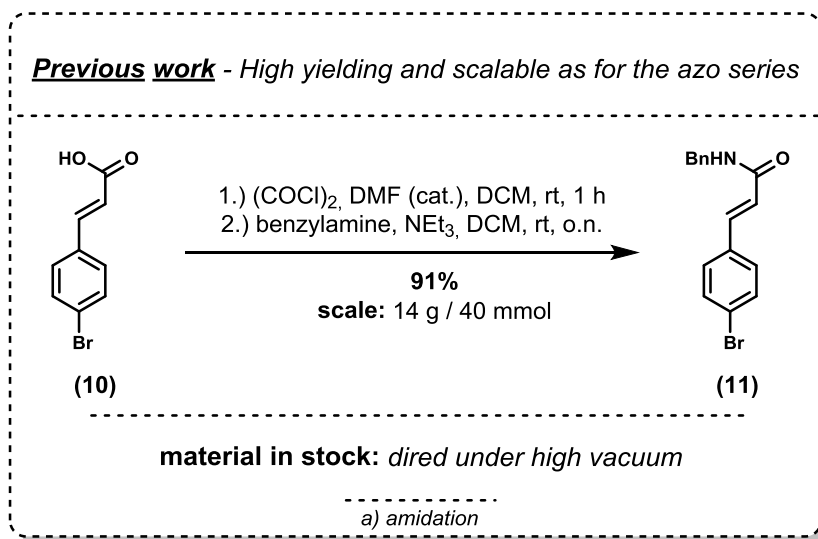 Previous work - High yielding and scalable as for the azo series
HO
O
BnHN
O
1.) (COCl)2, DMF (cat.), DCM, rt, 1 h
2.) benzylamine, NEt3, DCM, rt, o.n.
91%
scale: 14 g / 40 mmol
Br
Br
(10)
(11)
material in stock: dired under high vacuum
a) amidation